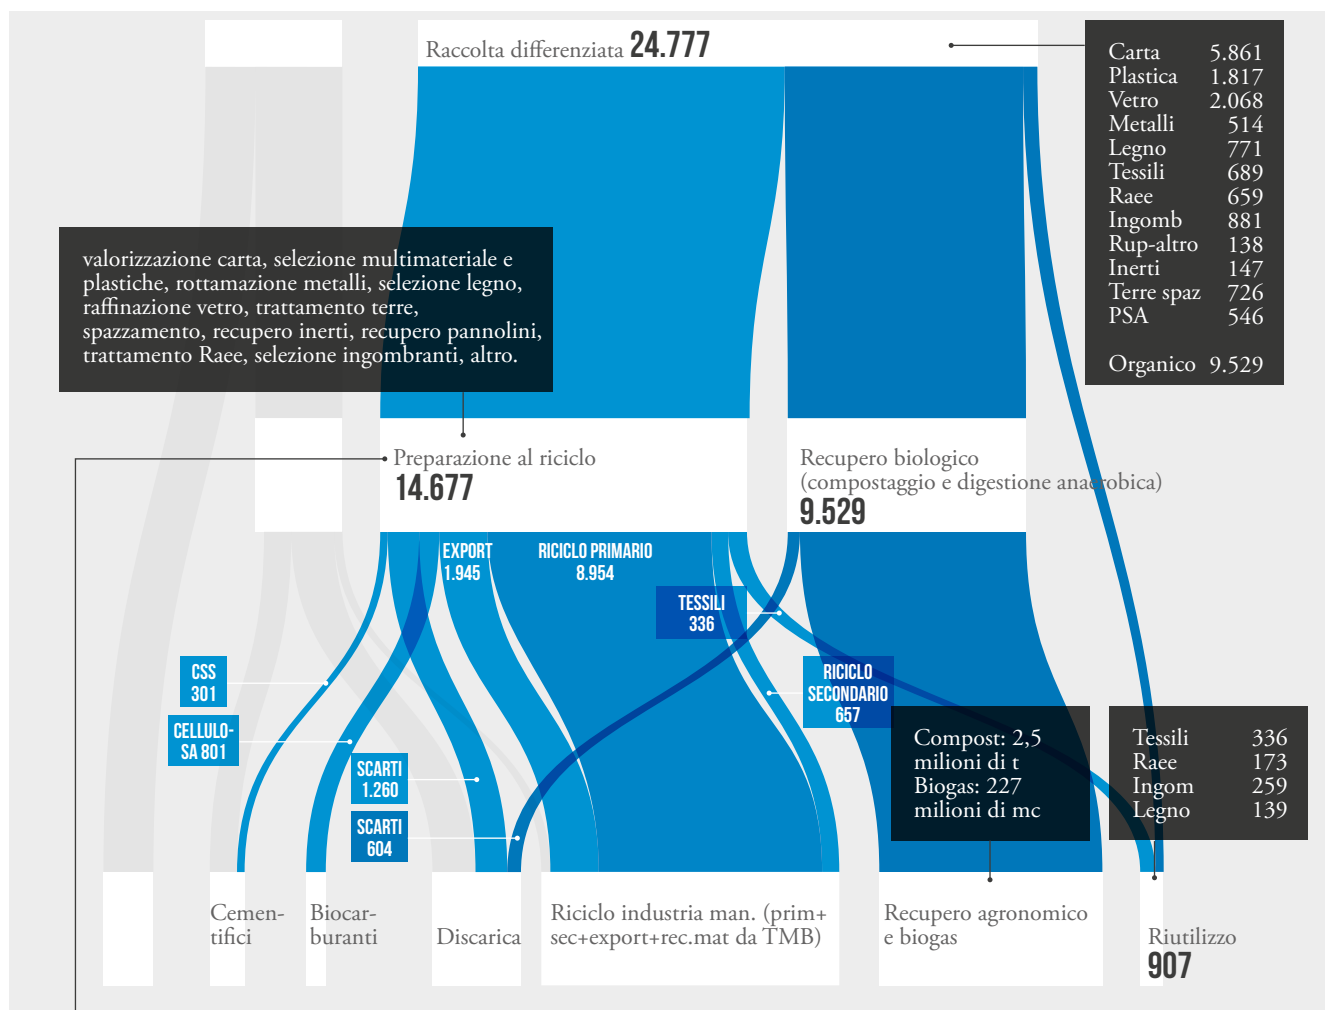 Raccolta differenziata 24.777
Carta 5.861
Plastica 1.817
Vetro 2.068
Metalli 514
Legno 771
Tessili 689
Raee 659
Ingomb 881
Rup-altro 138
Inerti 147
Terre spaz 726
PSA 546
Organico 9.529
valorizzazione carta, selezione multimateriale e
plastiche, rottamazione metalli, selezione legno,
raffinazione vetro, trattamento terre,
spazzamento, recupero inerti, recupero pannolini,
trattamento Raee, selezione ingombranti, altro.
Preparazione al riciclo
14.677
Recupero biologico
(compostaggio e digestione anaerobica)
9.529
EXPORT
1.945
RICICLO PRIMARIO
8.954
TESSILI
336
CSS
301
RICICLO
SECONDARIO
657
CELLULO-
SA 801
SCARTI
1.260
SCARTI
604
Compost: 2,5
milioni di t
Biogas: 227
milioni di mc
Tessili 336
Raee 173
Ingom 259
Legno 139
Cemen-
tifici
Biocar-
buranti
Discarica
Riciclo industria man. (prim+
sec+export+rec.mat da TMB)
Recupero agronomico
e biogas
Riutilizzo
907